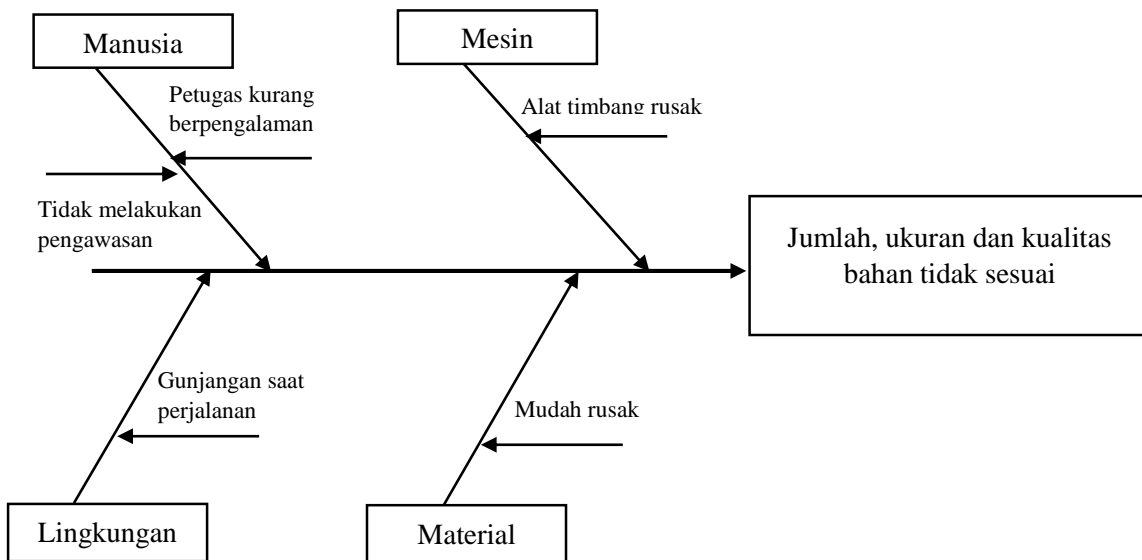 Manusia
Mesin
Petugas kurang
berpengalaman
Alat timbang rusak
Tidak melakukan
pengawasan
Jumlah, ukuran dan kualitas
bahan tidak sesuai
Gunjangan saat
perjalanan
Mudah rusak
Lingkungan
Material